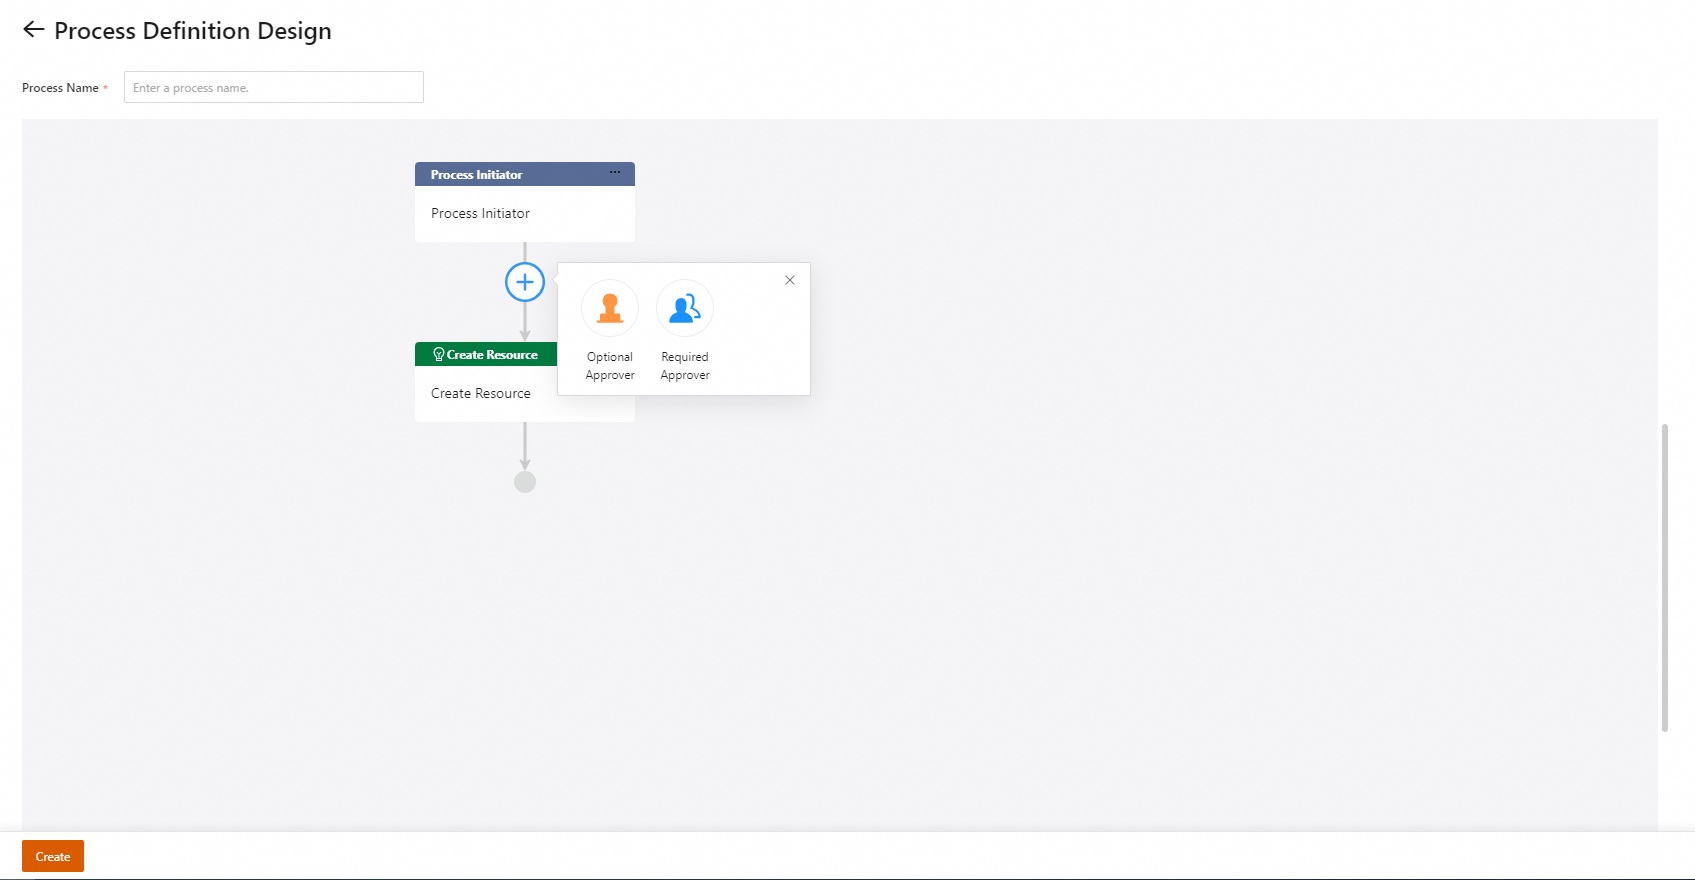 Process Definition Design
Process Name *
Enter a process name.
Process Initiator
Process Initiator
Create Resource
Create Resource
Optional
Approver
Required
Approver
Create